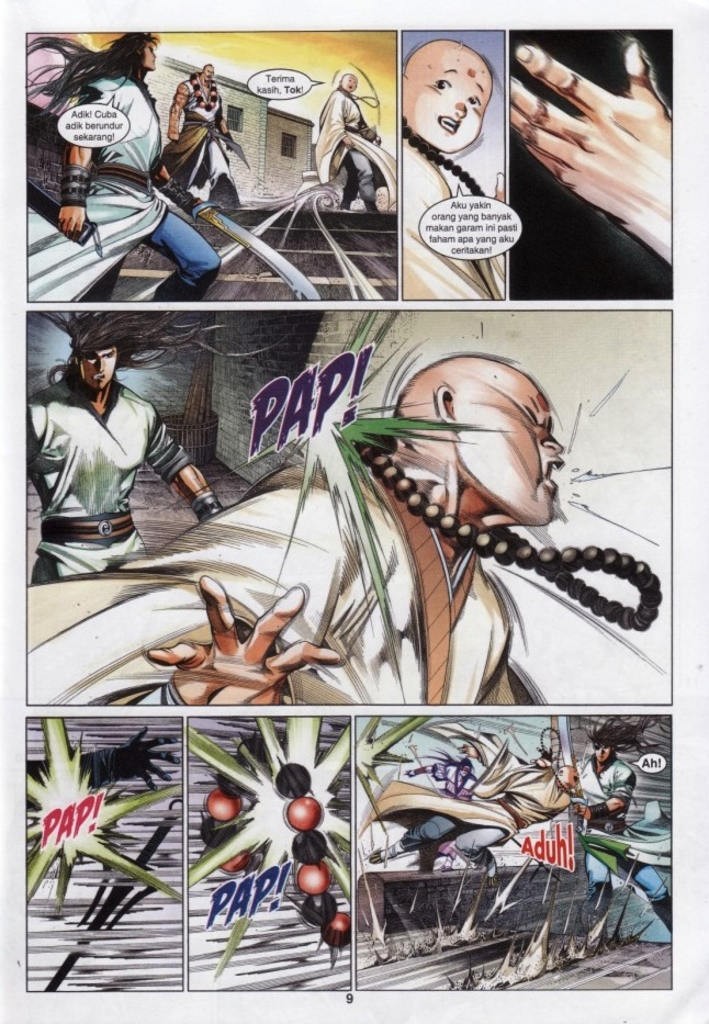 Adik! Cuba
adik berundur
sekarang!
Terima
kasih, Tok!
Aku yakin
orang yang banyak
makan garam ini pasti
faham apa yang aku
ceritakan!
PAP!
PAP!
PAP!
Aduh!
Ah!
9